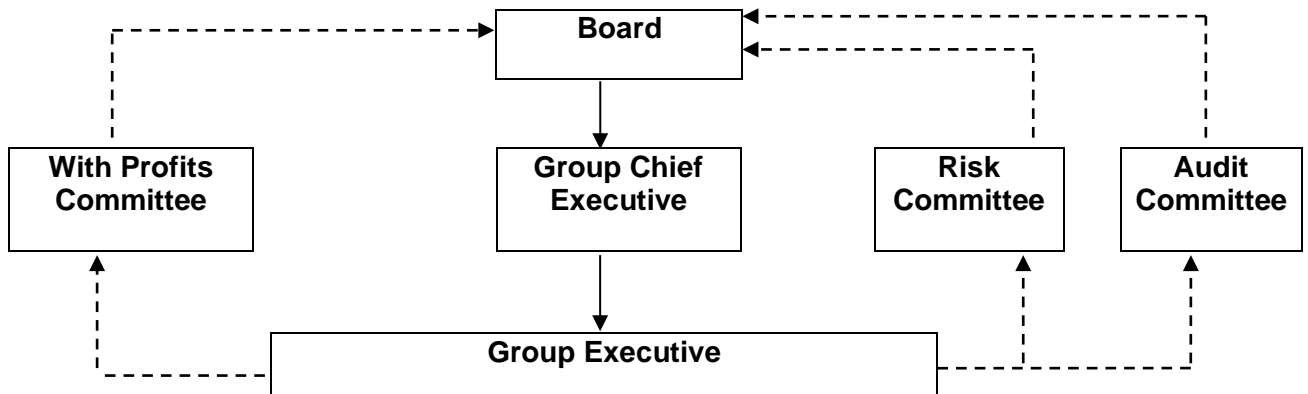 Board
With Profits
Committee
Group Chief
Executive
Risk
Committee
Audit
Committee
Group Executive